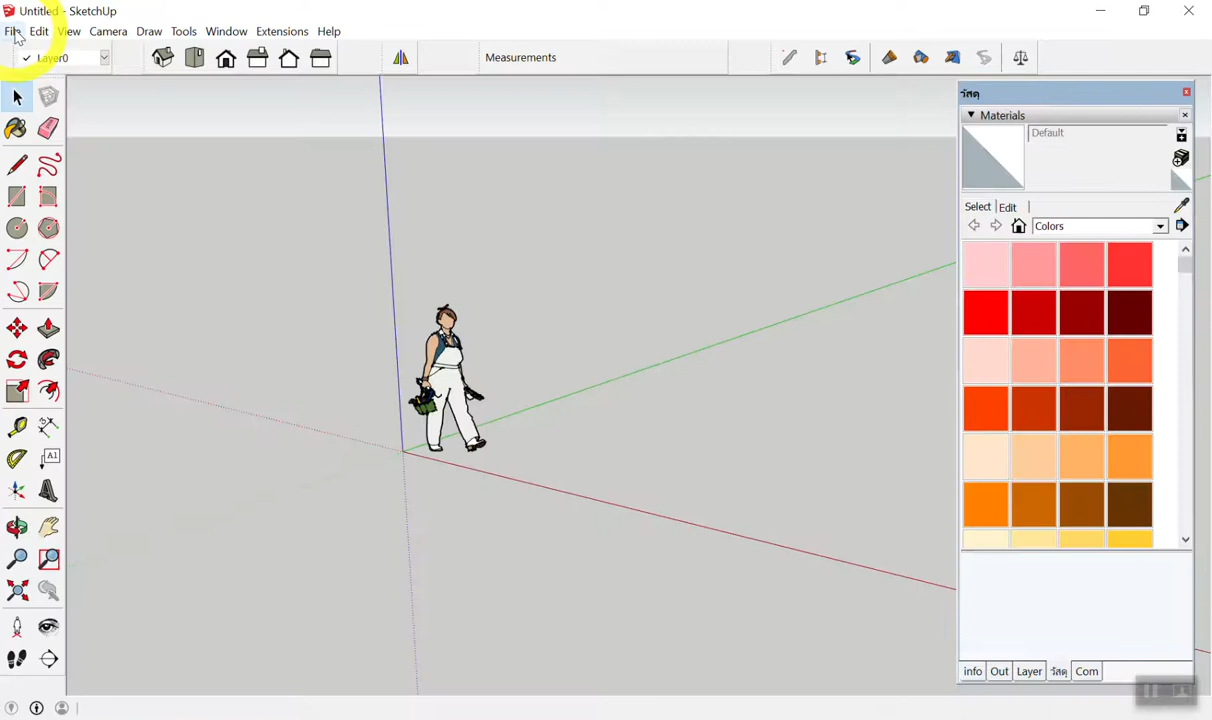 Untitled - SketchUp
File Edit View Camera Draw Tools Window Extensions Help
Layer0 Measurements
วัสดุ
Materials
Default
Select Edit
Colors
A1
info Out Layer วัสดุ Com